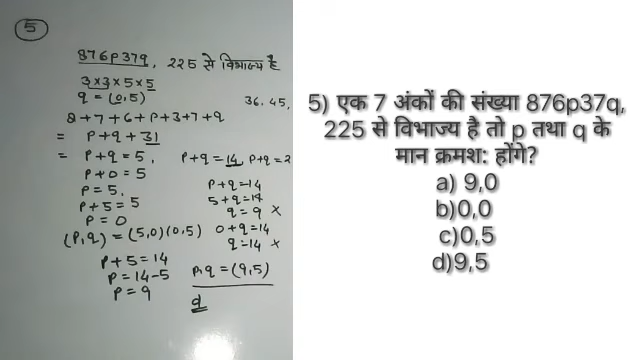 5
876p37q, 225 से विभाज्य है
3 x 3 x 5 x 5
q = (0,5)
36. 45,
8+7+6+P+3+7+q
= P+q+31
= P+q = 5, P+q = 14, P+q = 2
P+0 = 5
P = 5.
P+5 = 5
P = 0
(P,q) = (5,0) (0,5)
P+5 = 14
P = 14-5
P = 9
P+q=14
5+q=14
q = 9 x
0+q=14
q=14 x
p,q = (9,5)
d
5) एक 7 अंकों की संख्या 876p37q,
225 से विभाज्य है तो p तथा q के
मान क्रमश: होंगे?
a) 9,0
b)0,0
c)0,5
d)9,5